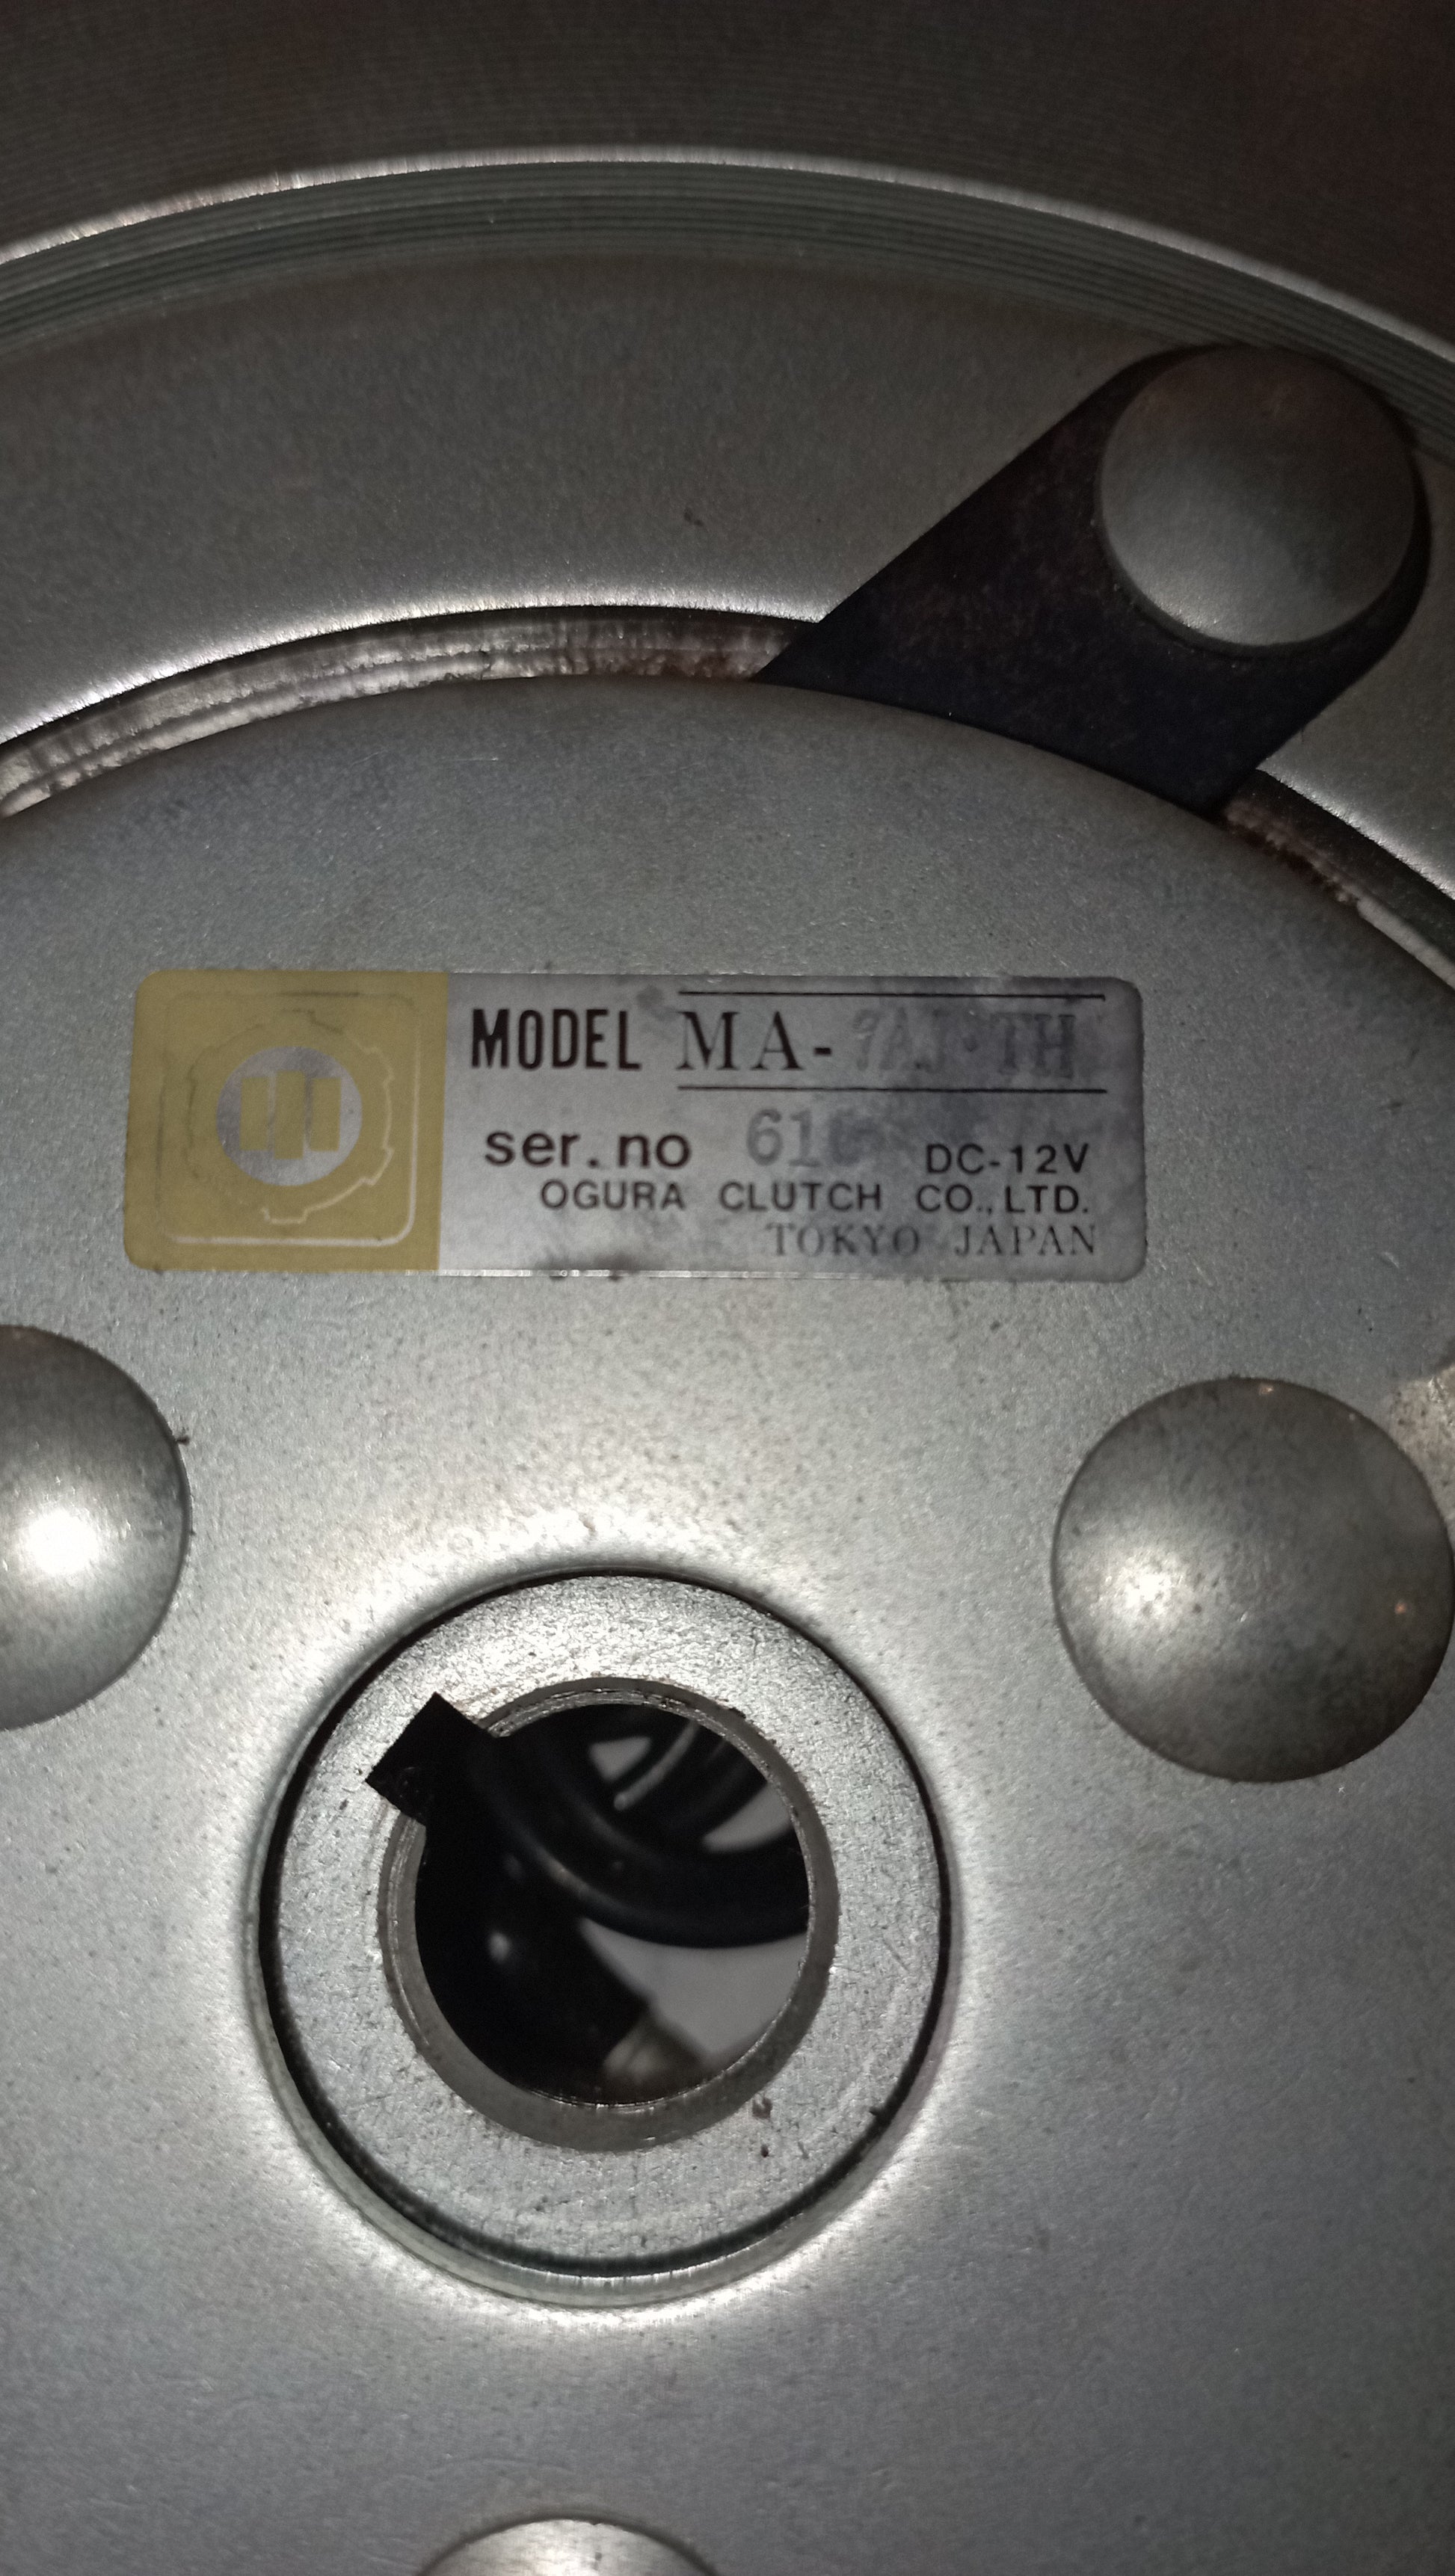 MODEL MA-
ser.no DC-12V
OGURA CLUTCH CO.,LTD.
TOKYO JAPAN